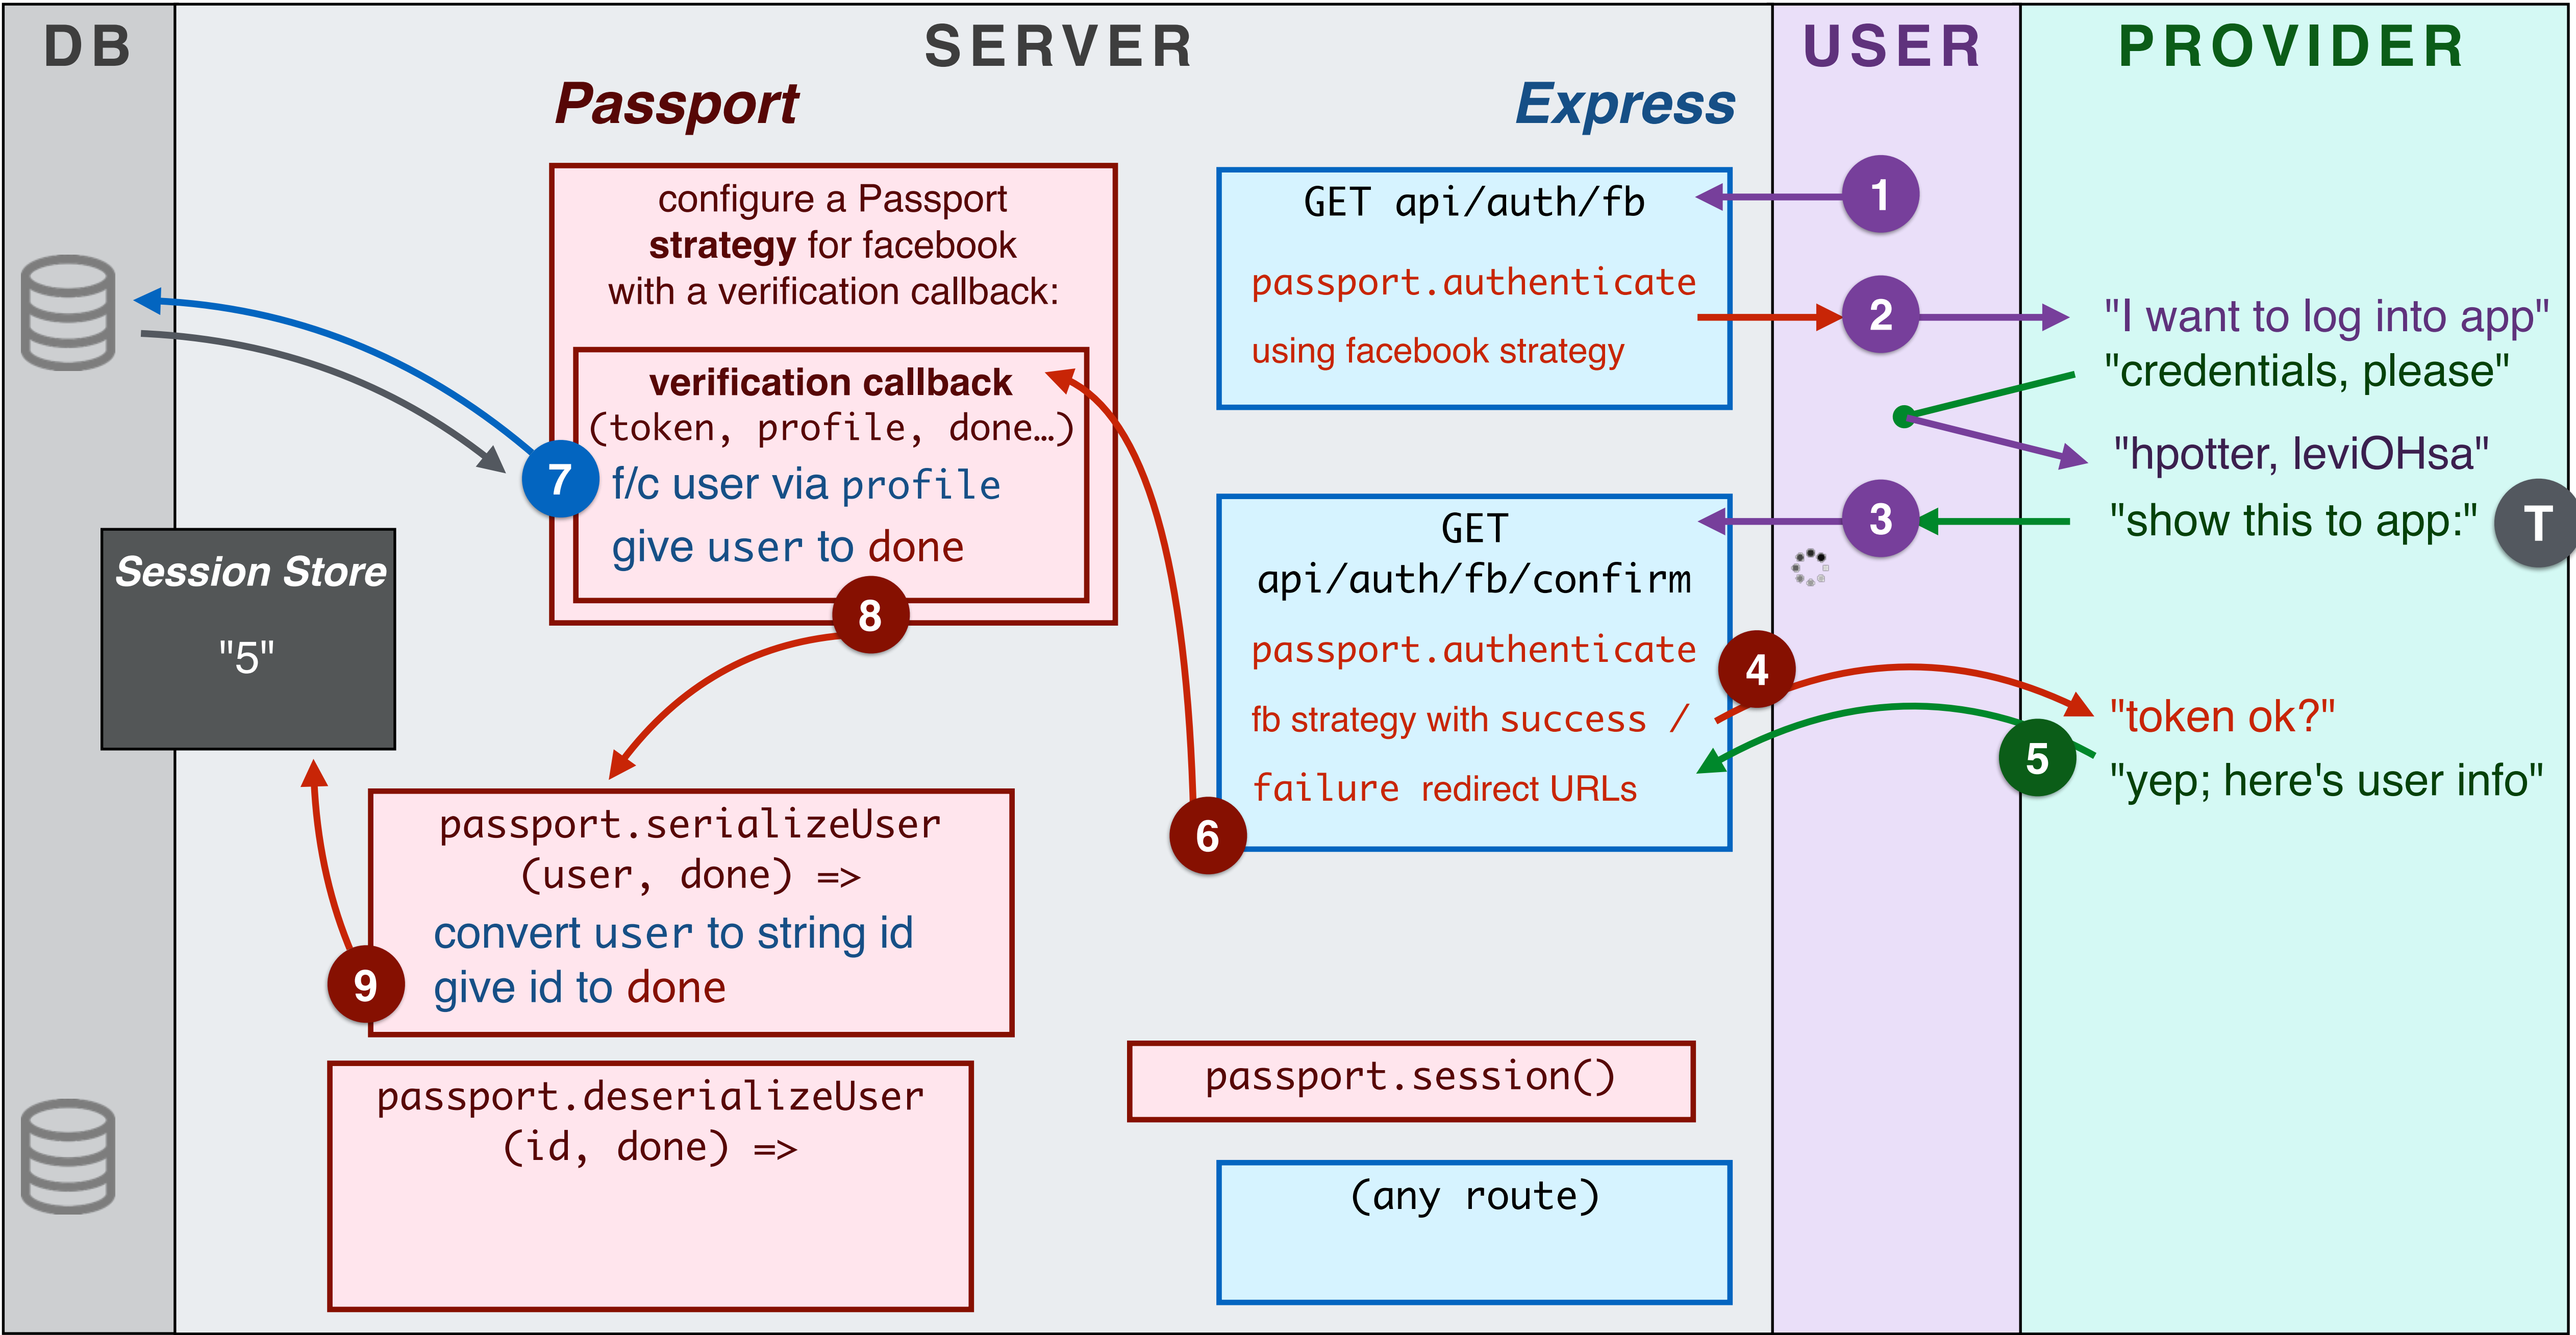 DB
SERVER
USER
PROVIDER
Passport
Express
configure a Passport
strategy for facebook
with a verification callback:
verification callback
(token, profile, done…)
f/c user via profile
give user to done
7
8
GET api/auth/fb
passport.authenticate
using facebook strategy
1
2
"I want to log into app"
"credentials, please"
"hpotter, leviOHsa"
"show this to app:"
T
3
GET
api/auth/fb/confirm
passport.authenticate
fb strategy with success /
failure redirect URLs
4
5
6
"token ok?"
"yep; here's user info"
Session Store
"5"
passport.serializeUser
(user, done) =>
convert user to string id
give id to done
9
passport.deserializeUser
(id, done) =>
passport.session()
(any route)